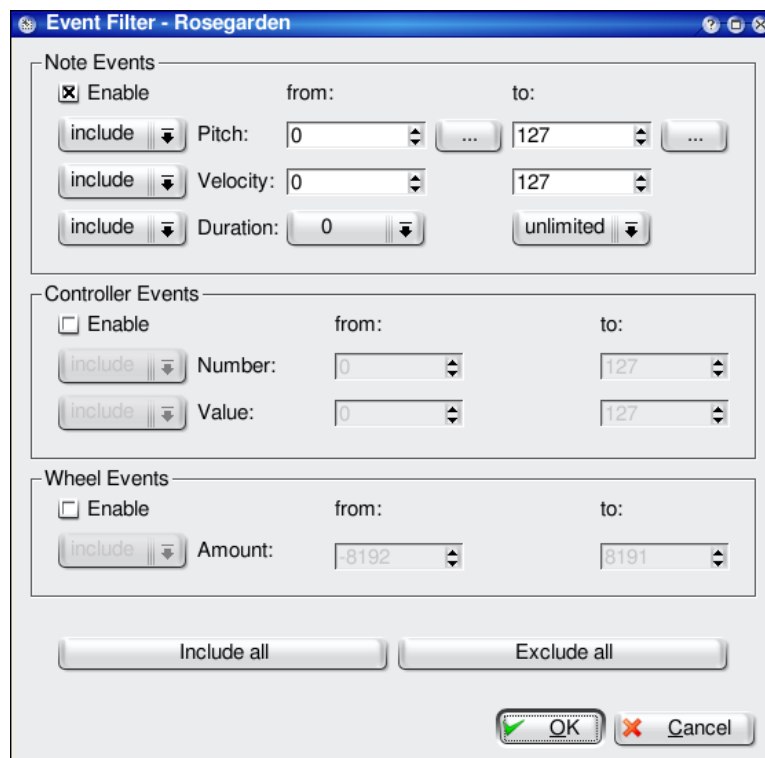 Event Filter - Rosegarden
Note Events
Enable from: to:
include Pitch: 0 ... 127 ...
include Velocity: 0 127
include Duration: 0 unlimited
Controller Events
Enable from: to:
include Number: 0 127
include Value: 0 127
Wheel Events
Enable from: to:
include Amount: -8192 8191
Include all Exclude all
OK Cancel